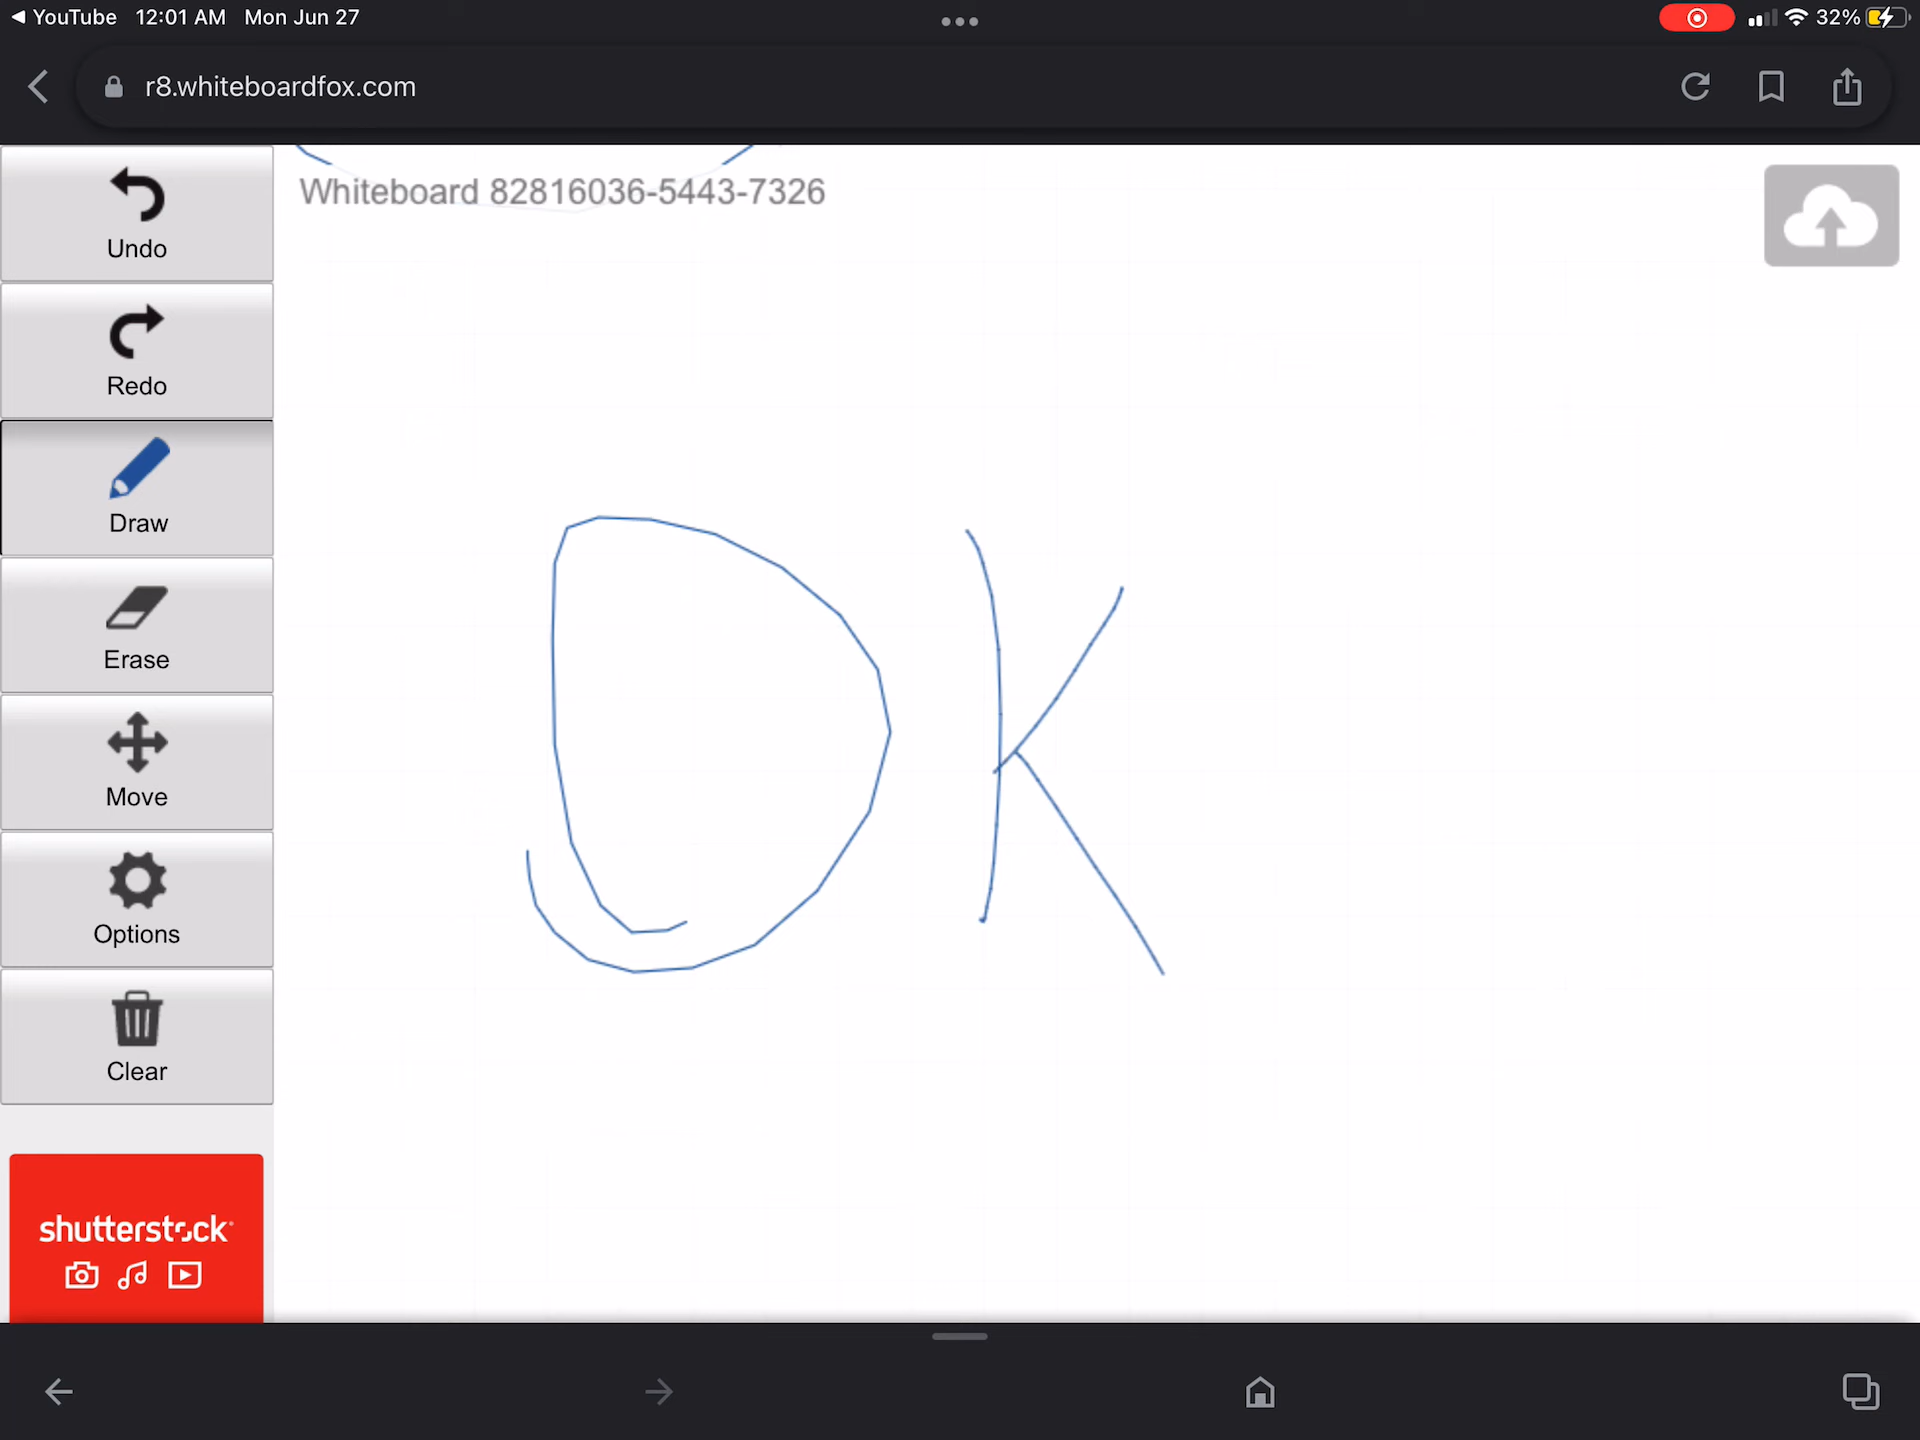 YouTube 12:01 AM Mon Jun 27 32%
r8.whiteboardfox.com
Whiteboard 82816036-5443-7326
Undo
Redo
Draw
Erase
Move
Options
Clear
DK
shutterstock